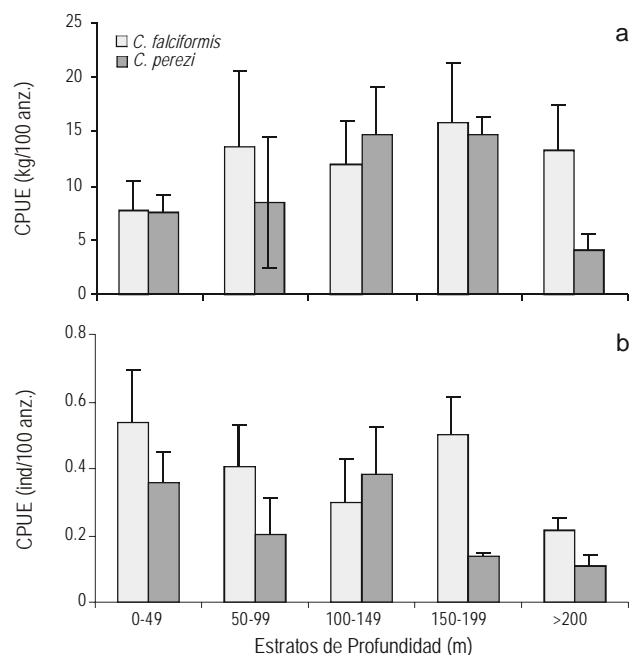 a
C. falciformis
C. perezi
CPUE (kg/100 anz.)
25
20
15
10
5
0
b
CPUE (ind/100 anz.)
0.8
0.6
0.4
0.2
0
0-49 50-99 100-149 150-199 >200
Estratos de Profundidad (m)